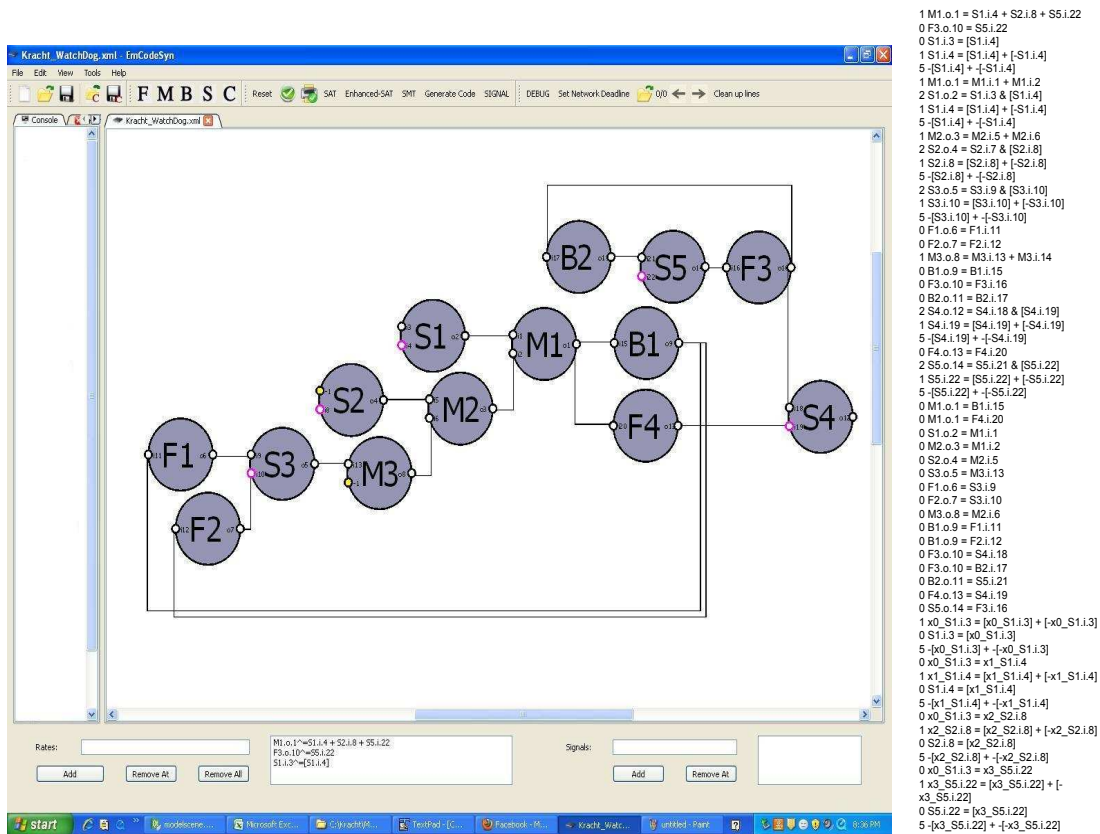 Kracht_WatchDog.xml - EmCodeSyn
File Edit View Tools Help
F M B S C Reset SAT Enhanced-SAT SMT Generate Code SIGNAL DEBUG Set Network Deadline 0/0 Clean up lines
Console Kracht_WatchDog.xml
B2 S5 F3
S1 M1 B1
S2 M2 F4 S4
F1 S3 M3
F2
Rates:
Add Remove At Remove All
M1.o.1^=S1.i.4 + S2.i.8 + S5.i.22
F3.o.10^=S5.i.22
S1.i.3^=[S1.i.4]
Signals:
Add Remove At
start modelscene.... Microsoft Exc... C:\Kracht\M... TextPad - [C... Facebook - M... Kracht_Watc... untitled - Paint 8:36 PM
1 M1.o.1 = S1.i.4 + S2.i.8 + S5.i.22
0 F3.o.10 = S5.i.22
0 S1.i.3 = [S1.i.4]
1 S1.i.4 = [S1.i.4] + [-S1.i.4]
5 -[S1.i.4] + -[-S1.i.4]
1 M1.o.1 = M1.i.1 + M1.i.2
2 S1.o.2 = S1.i.3 & [S1.i.4]
1 S1.i.4 = [S1.i.4] + [-S1.i.4]
5 -[S1.i.4] + -[-S1.i.4]
1 M2.o.3 = M2.i.5 + M2.i.6
2 S2.o.4 = S2.i.7 & [S2.i.8]
1 S2.i.8 = [S2.i.8] + [-S2.i.8]
5 -[S2.i.8] + -[-S2.i.8]
2 S3.o.5 = S3.i.9 & [S3.i.10]
1 S3.i.10 = [S3.i.10] + [-S3.i.10]
5 -[S3.i.10] + -[-S3.i.10]
0 F1.o.6 = F1.i.11
0 F2.o.7 = F2.i.12
1 M3.o.8 = M3.i.13 + M3.i.14
0 B1.o.9 = B1.i.15
0 F3.o.10 = F3.i.16
0 B2.o.11 = B2.i.17
2 S4.o.12 = S4.i.18 & [S4.i.19]
1 S4.i.19 = [S4.i.19] + [-S4.i.19]
5 -[S4.i.19] + -[-S4.i.19]
0 F4.o.13 = F4.i.20
2 S5.o.14 = S5.i.21 & [S5.i.22]
1 S5.i.22 = [S5.i.22] + [-S5.i.22]
5 -[S5.i.22] + -[-S5.i.22]
0 M1.o.1 = B1.i.15
0 M1.o.1 = F4.i.20
0 S1.o.2 = M1.i.1
0 M2.o.3 = M1.i.2
0 S2.o.4 = M2.i.5
0 S3.o.5 = M3.i.13
0 F1.o.6 = S3.i.9
0 F2.o.7 = S3.i.10
0 M3.o.8 = M2.i.6
0 B1.o.9 = F1.i.11
0 B1.o.9 = F2.i.12
0 F3.o.10 = S4.i.18
0 F3.o.10 = B2.i.17
0 B2.o.11 = S5.i.21
0 F4.o.13 = S4.i.19
0 S5.o.14 = F3.i.16
1 x0_S1.i.3 = [x0_S1.i.3] + [-x0_S1.i.3]
0 S1.i.3 = [x0_S1.i.3]
5 -[x0_S1.i.3] + -[-x0_S1.i.3]
0 x0_S1.i.3 = x1_S1.i.4
1 x1_S1.i.4 = [x1_S1.i.4] + [-x1_S1.i.4]
0 S1.i.4 = [x1_S1.i.4]
5 -[x1_S1.i.4] + -[-x1_S1.i.4]
0 x0_S1.i.3 = x2_S2.i.8
1 x2_S2.i.8 = [x2_S2.i.8] + [-x2_S2.i.8]
0 S2.i.8 = [x2_S2.i.8]
5 -[x2_S2.i.8] + -[-x2_S2.i.8]
0 x0_S1.i.3 = x3_S5.i.22
1 x3_S5.i.22 = [x3_S5.i.22] + [-
x3_S5.i.22]
0 S5.i.22 = [x3_S5.i.22]
5 -[x3_S5.i.22] + -[-x3_S5.i.22]